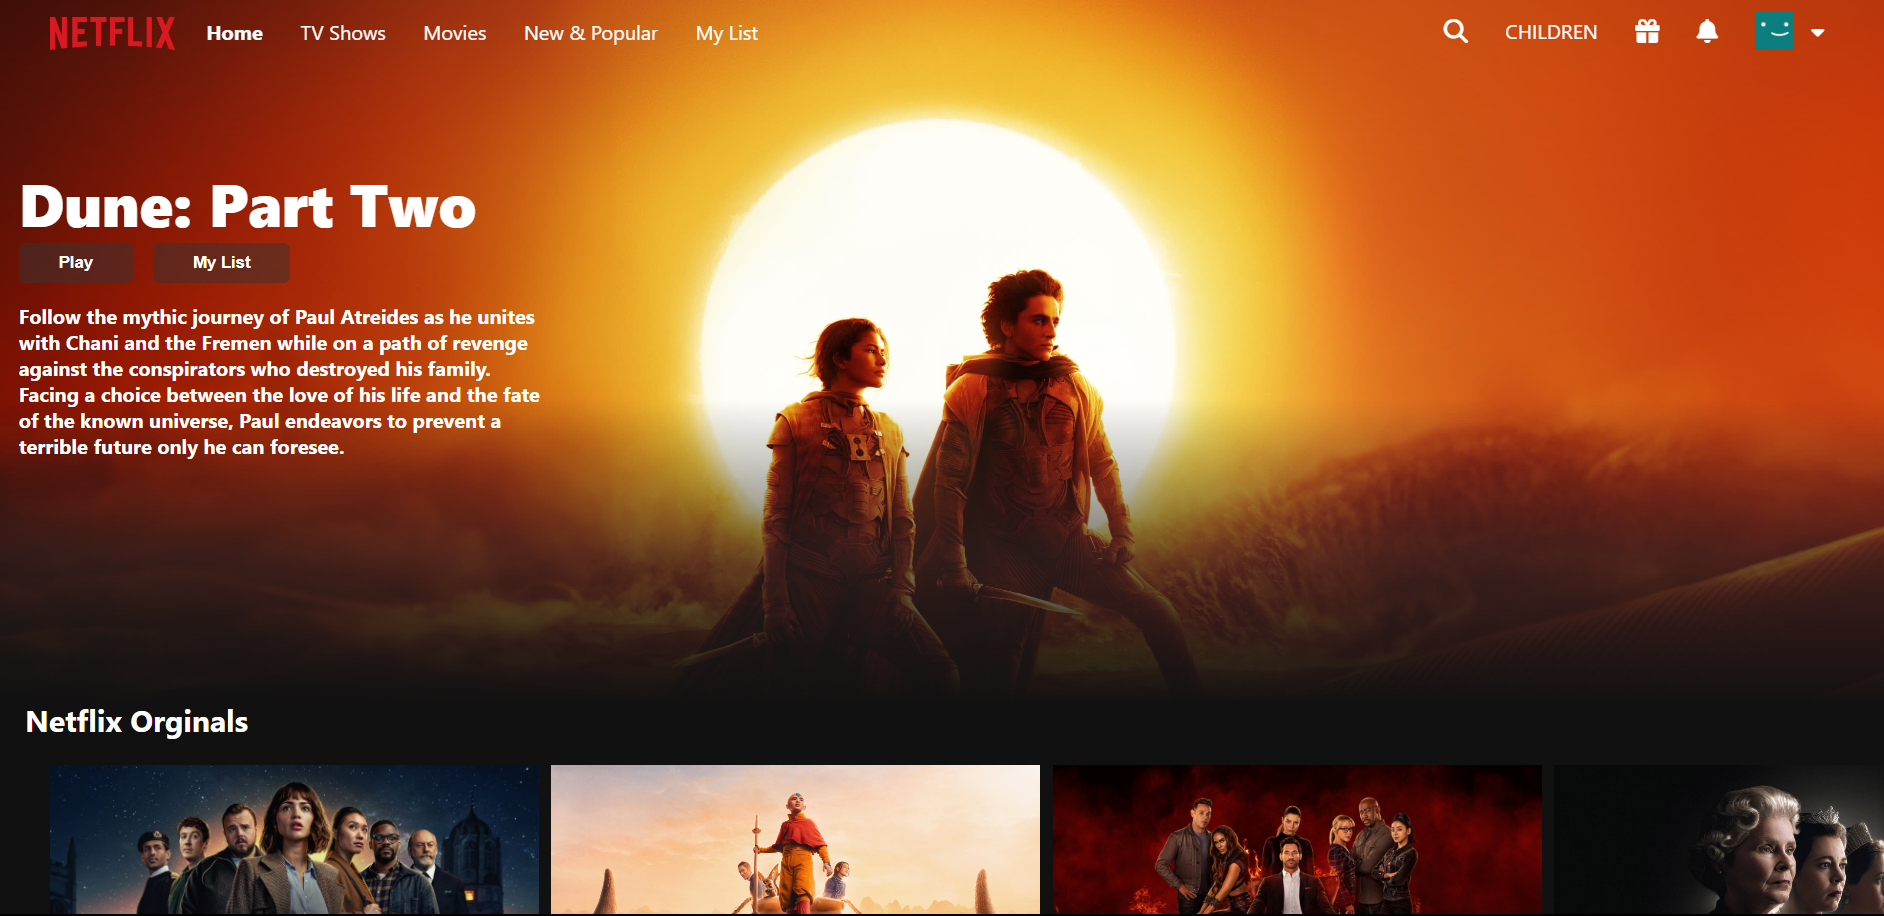 NETFLIX Home TV Shows Movies New & Popular My List CHILDREN
Dune: Part Two
Play My List
Follow the mythic journey of Paul Atreides as he unites
with Chani and the Fremen while on a path of revenge
against the conspirators who destroyed his family.
Facing a choice between the love of his life and the fate
of the known universe, Paul endeavors to prevent a
terrible future only he can foresee.
Netflix Orginals